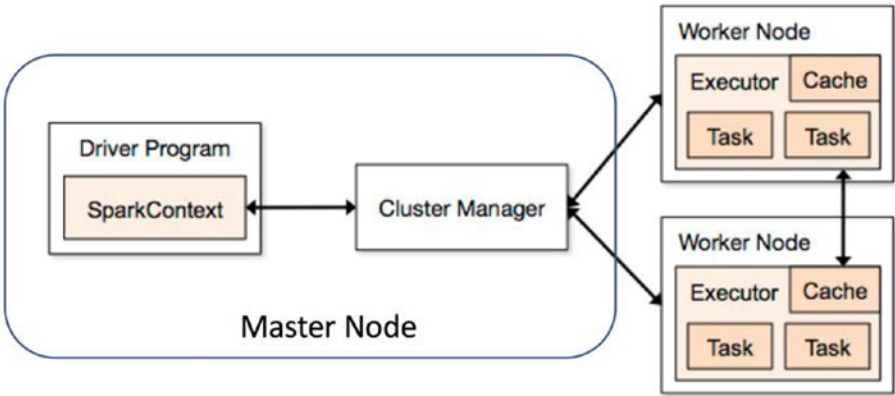 Driver Program
SparkContext
Cluster Manager
Master Node
Worker Node
Executor Cache
Task Task
Worker Node
Executor Cache
Task Task